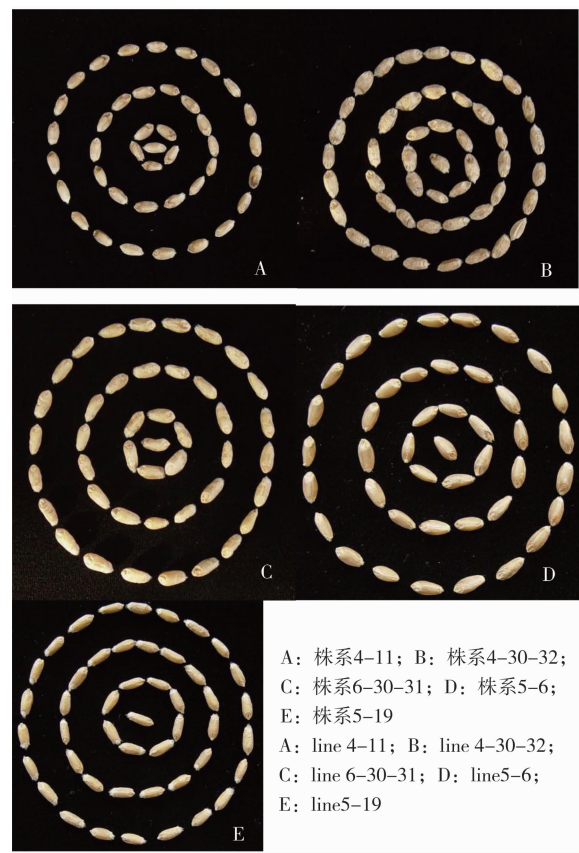 A
B
C
D
E
A：株系4–11；B：株系4–30–32；
C：株系6–30–31；D：株系5–6；
E：株系5–19
A：line 4–11；B：line 4–30–32；
C：line 6–30–31；D：line5–6；
E：line5–19